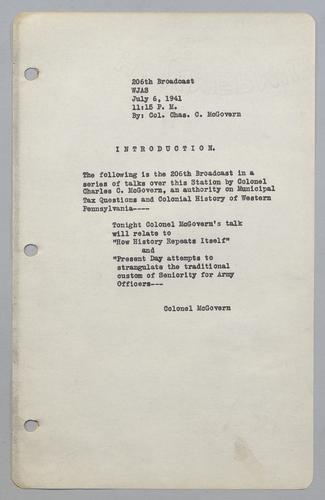 206th Broadcast
WJAS
July 6, 1941
11:15 P. M.
By: Col. Chas. C. McGovern
INTRODUCTION.
The following is the 206th Broadcast in a
series of talks over this Station by Colonel
Charles C. McGovern, an authority on Municipal
Tax Questions and Colonial History of Western
Pennsylvania----
Tonight Colonel McGovern's talk
will relate to
"How History Repeats Itself"
and
"Present Day attempts to
strangulate the traditional
custom of Seniority for Army
Officers---
Colonel McGovern